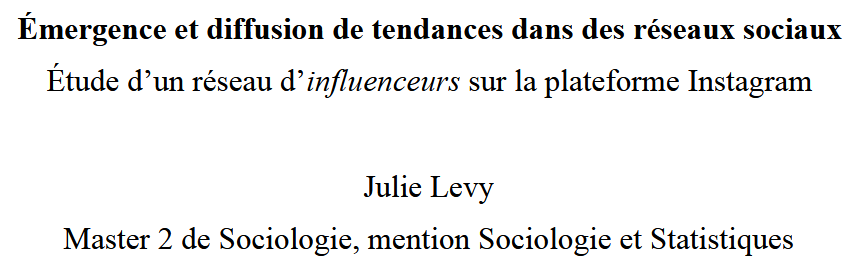 Émergence et diffusion de tendances dans des réseaux sociaux
Étude d’un réseau d’influenceurs sur la plateforme Instagram
Julie Levy
Master 2 de Sociologie, mention Sociologie et Statistiques